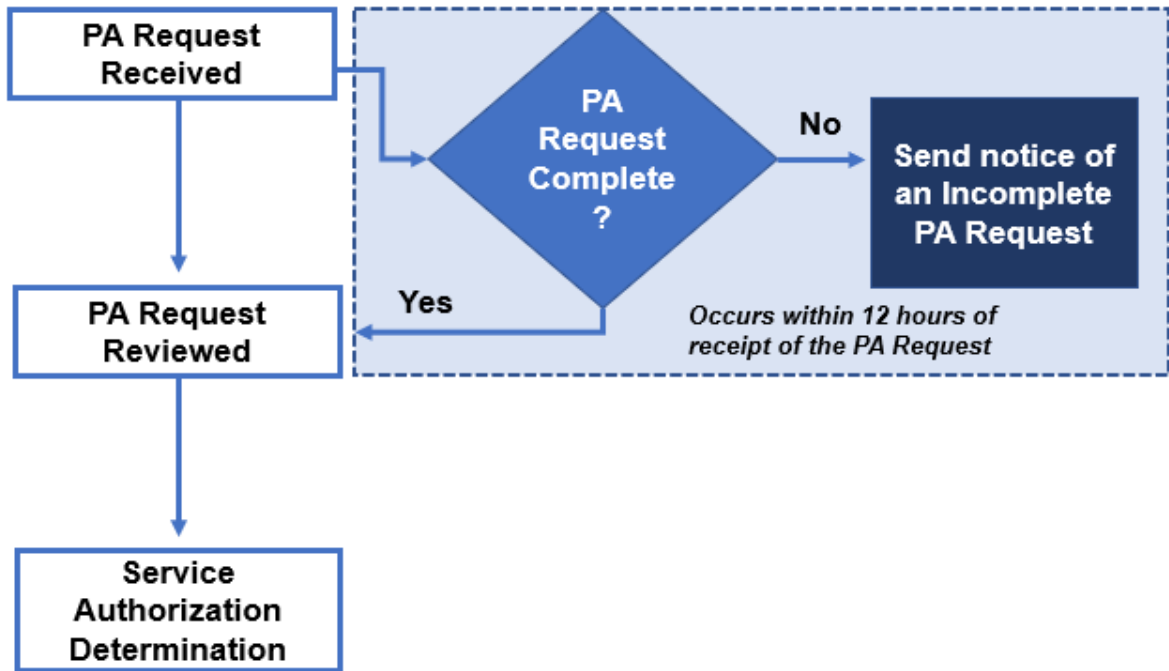 PA Request
Received
PA
Request
Complete
?
No
Send notice of
an Incomplete
PA Request
Yes
Occurs within 12 hours of
receipt of the PA Request
PA Request
Reviewed
Service
Authorization
Determination